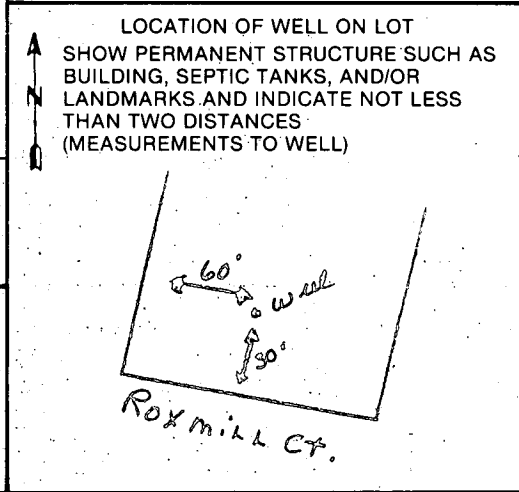 LOCATION OF WELL ON LOT
SHOW PERMANENT STRUCTURE SUCH AS
BUILDING, SEPTIC TANKS, AND/OR
LANDMARKS AND INDICATE NOT LESS
THAN TWO DISTANCES
(MEASUREMENTS TO WELL)
N
60'
well
30'
Roxmill CT.